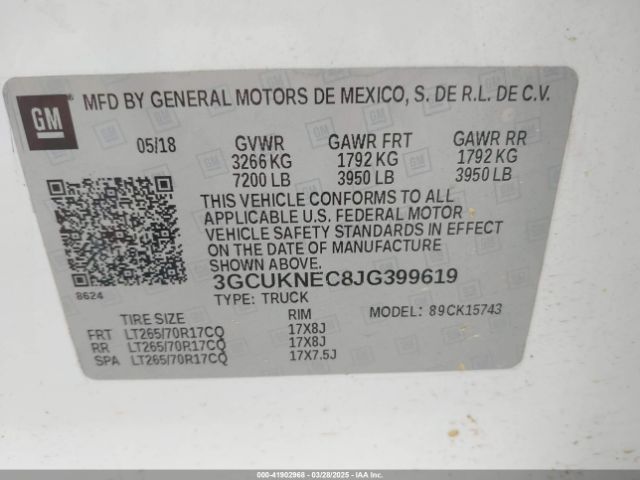 GM
MFD BY GENERAL MOTORS DE MEXICO, S. DE R.L. DE C.V.
05/18 GVWR GAWR FRT GAWR RR
3266 KG 1792 KG 1792 KG
7200 LB 3950 LB 3950 LB
THIS VEHICLE CONFORMS TO ALL
APPLICABLE U.S. FEDERAL MOTOR
VEHICLE SAFETY STANDARDS IN EFFECT
ON THE DATE OF MANUFACTURE
SHOWN ABOVE.
3GCUKNEC8JG399619
8624
TYPE: TRUCK MODEL: 89CK15743
TIRE SIZE RIM
FRT LT265/70R17CQ 17X8J
RR LT265/70R17CQ 17X8J
SPA LT265/70R17CQ 17X7.5J
000-41902968 - 03/28/2025 - IAA Inc.